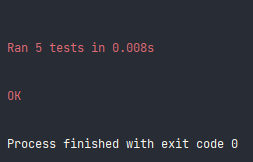 Ran 5 tests in 0.008s
OK
Process finished with exit code 0